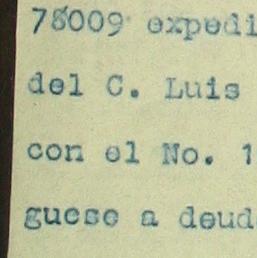 78009 expedi
del C. Luis
con el No. 1
guese a deud